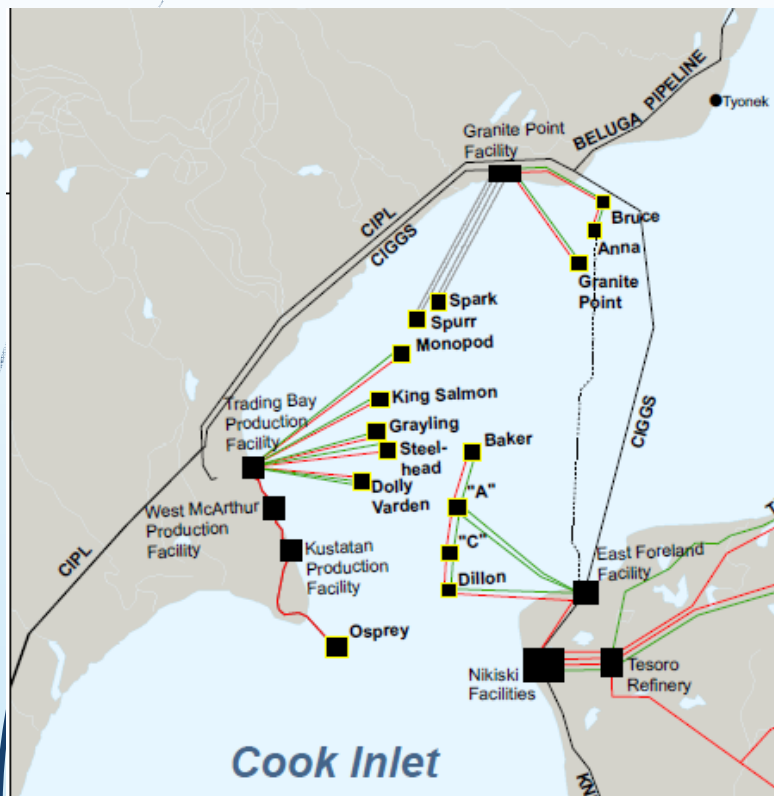 BELUGA PIPELINE
Tyonek
Granite Point
Facility
CIPL
CIGGS
Bruce
Anna
Granite
Point
Spark
Spurr
Monopod
King Salmon
Trading Bay
Production
Facility
Grayling
Steel-
head
Baker
CIGGS
Dolly
Varden
"A"
West McArthur
Production
Facility
"C"
Kustatan
Production
Facility
East Foreland
Facility
CIPL
Dillon
Osprey
Nikiski
Facilities
Tesoro
Refinery
Cook Inlet